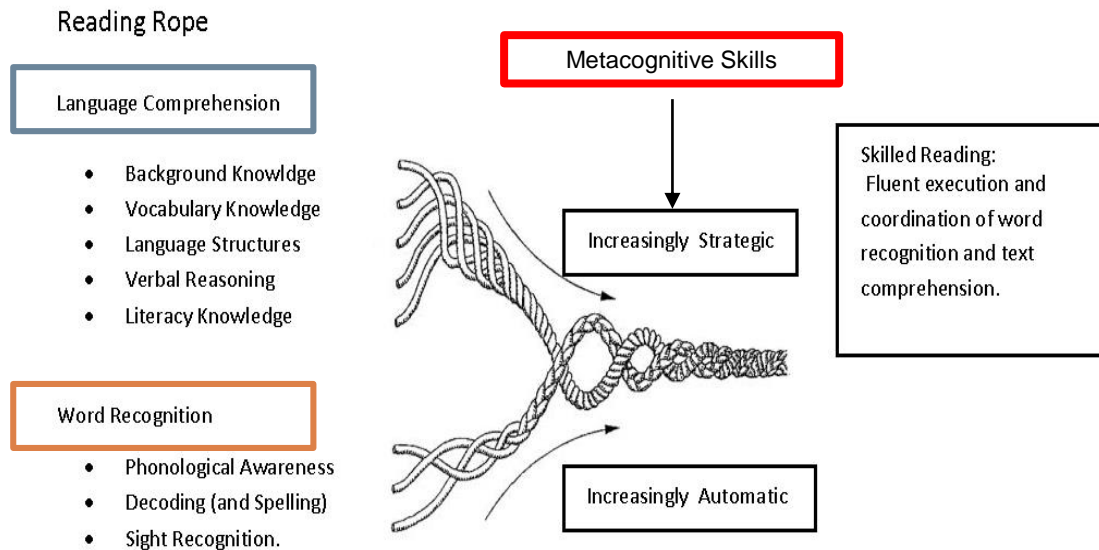 Reading Rope
Language Comprehension
Background Knowldge
Vocabulary Knowledge
Language Structures
Verbal Reasoning
Literacy Knowledge
Word Recognition
Phonological Awareness
Decoding (and Spelling)
Sight Recognition.
Metacognitive Skills
Increasingly Strategic
Increasingly Automatic
Skilled Reading:
Fluent execution and
coordination of word
recognition and text
comprehension.